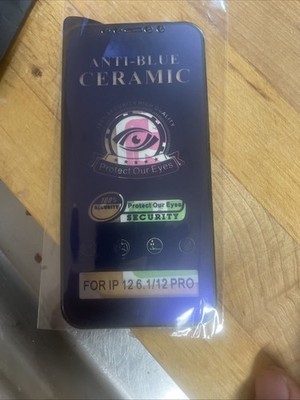 ANTI-BLUE
CERAMIC
Protect Our Eyes
Protect Our Eyes
SECURITY
FOR IP 12 6.1/12 PRO